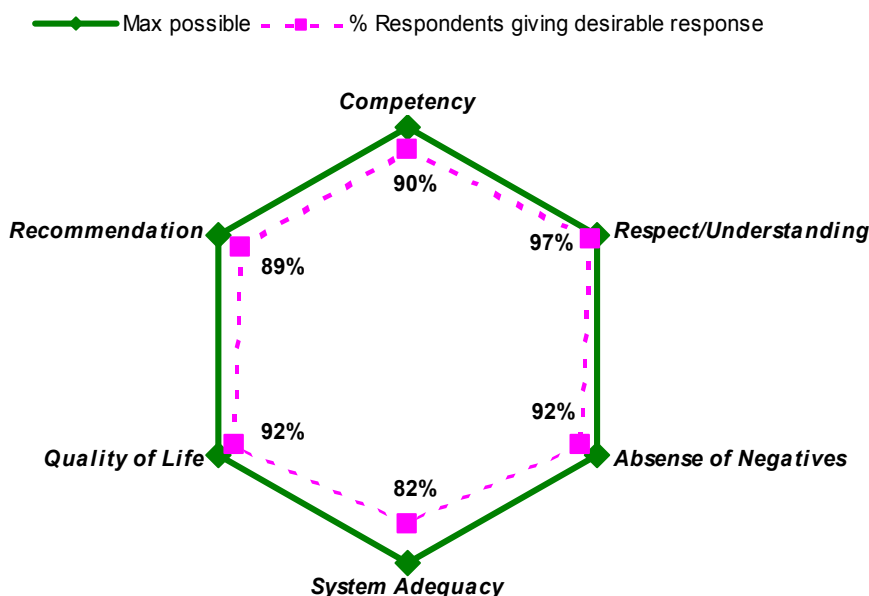 Max possible % Respondents giving desirable response
Competency
90%
Recommendation
Respect/Understanding
97%
89%
92%
92%
Quality of Life
Absense of Negatives
82%
System Adequacy